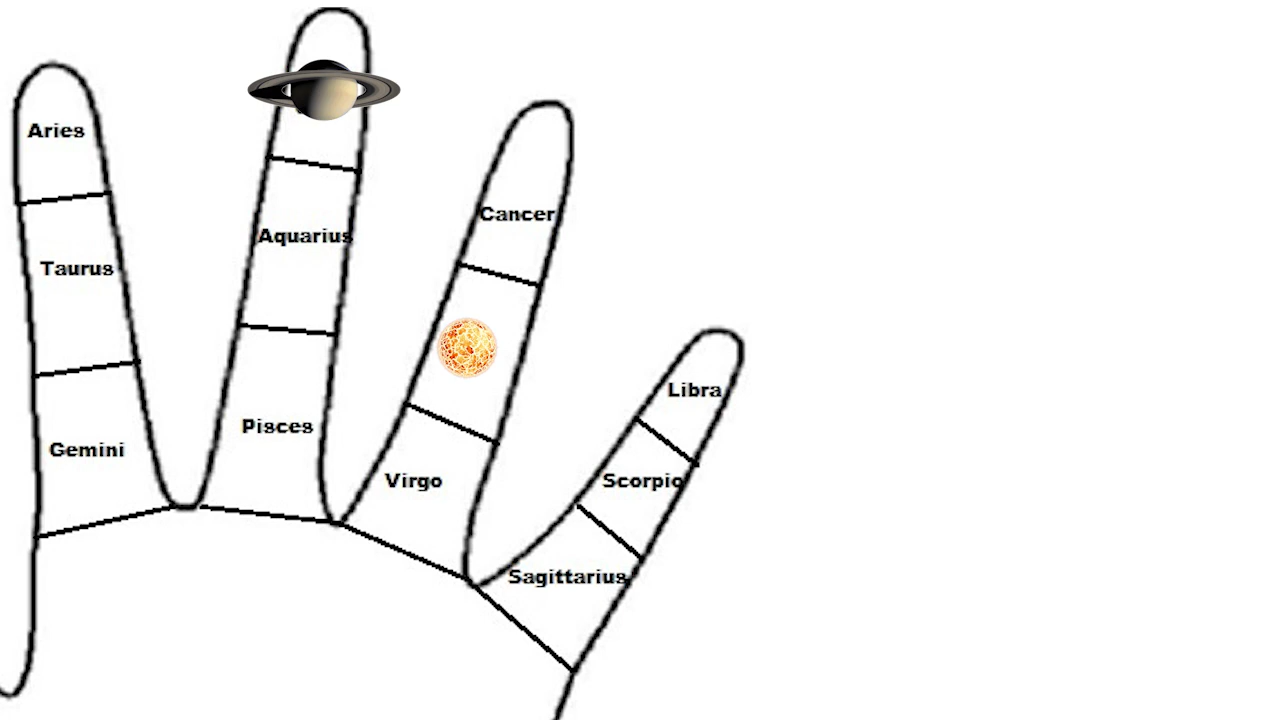 Aries
Taurus
Gemini
Aquarius
Pisces
Cancer
Virgo
Libra
Scorpio
Sagittarius